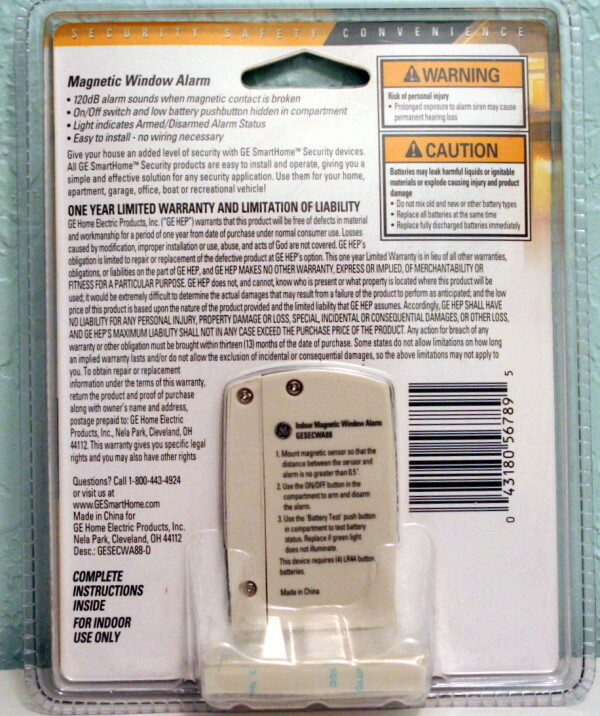 SECURITY SAFETY CONVENIENCE
Magnetic Window Alarm
• 120dB alarm sounds when magnetic contact is broken
• On/Off switch and low battery pushbutton hidden in compartment
• Light indicates Armed/Disarmed Alarm Status
• Easy to install - no wiring necessary
Give your house an added level of security with GE SmartHome™ Security devices.
All GE SmartHome™ Security products are easy to install and operate, giving you a
simple and effective solution for any security application. Use them for your home,
apartment, garage, office, boat or recreational vehicle!
WARNING
Risk of personal injury
• Prolonged exposure to alarm siren may cause
permanent hearing loss
CAUTION
Batteries may leak harmful liquids or ignitable
materials or explode causing injury and product
damage
• Do not mix old and new or other battery types
• Replace all batteries at the same time
• Replace fully discharged batteries immediately
ONE YEAR LIMITED WARRANTY AND LIMITATION OF LIABILITY
GE Home Electric Products, Inc. ("GE HEP") warrants that this product will be free of defects in material
and workmanship for a period of one year from date of purchase under normal consumer use. Losses
caused by modification, improper installation or use, abuse, and acts of God are not covered. GE HEP's
obligation is limited to repair or replacement of the defective product at GE HEP's option. This one year Limited Warranty is in lieu of all other warranties,
obligations, or liabilities on the part of GE HEP, and GE HEP MAKES NO OTHER WARRANTY, EXPRESS OR IMPLIED, OF MERCHANTABILITY OR
FITNESS FOR A PARTICULAR PURPOSE. GE HEP does not, and cannot, know who is present or what property is located where this product will be
used; it would be extremely difficult to determine the actual damages that may result from a failure of the product to perform as anticipated; and the low
price of this product is based upon the nature of the product provided and the limited liability that GE HEP assumes. Accordingly, GE HEP SHALL HAVE
NO LIABILITY FOR ANY PERSONAL INJURY, PROPERTY DAMAGE OR LOSS, SPECIAL, INCIDENTAL OR CONSEQUENTIAL DAMAGES, OR OTHER LOSS,
AND GE HEP'S MAXIMUM LIABILITY SHALL NOT IN ANY CASE EXCEED THE PURCHASE PRICE OF THE PRODUCT. Any action for breach of any
warranty or other obligation must be brought within thirteen (13) months of the date of purchase. Some states do not allow limitations on how long
an implied warranty lasts and/or do not allow the exclusion of incidental or consequential damages, so the above limitations may not apply to
you. To obtain repair or replacement
information under the terms of this warranty,
return the product and proof of purchase
along with owner's name and address,
postage prepaid to: GE Home Electric
Products, Inc., Nela Park, Cleveland, OH
44112. This warranty gives you specific legal
rights and you may also have other rights
Questions? Call 1-800-443-4924
or visit us at
www.GESmartHome.com
Made in China for
GE Home Electric Products, Inc.
Nela Park, Cleveland, OH 44112
Desc.: GESECWA88-D
COMPLETE
INSTRUCTIONS
INSIDE
FOR INDOOR
USE ONLY
Indoor Magnetic Window Alarm
GESECWA88
1. Mount magnetic sensor so that the
distance between the sensor and
alarm is no greater than 0.5".
2. Use the ON/OFF button in the
compartment to arm and disarm
the alarm.
3. Use the 'Battery Test' push button
in compartment to test battery
status. Replace if green light
does not illuminate.
This device requires (4) LR44 button
batteries.
Made in China
0 43180 56789 5